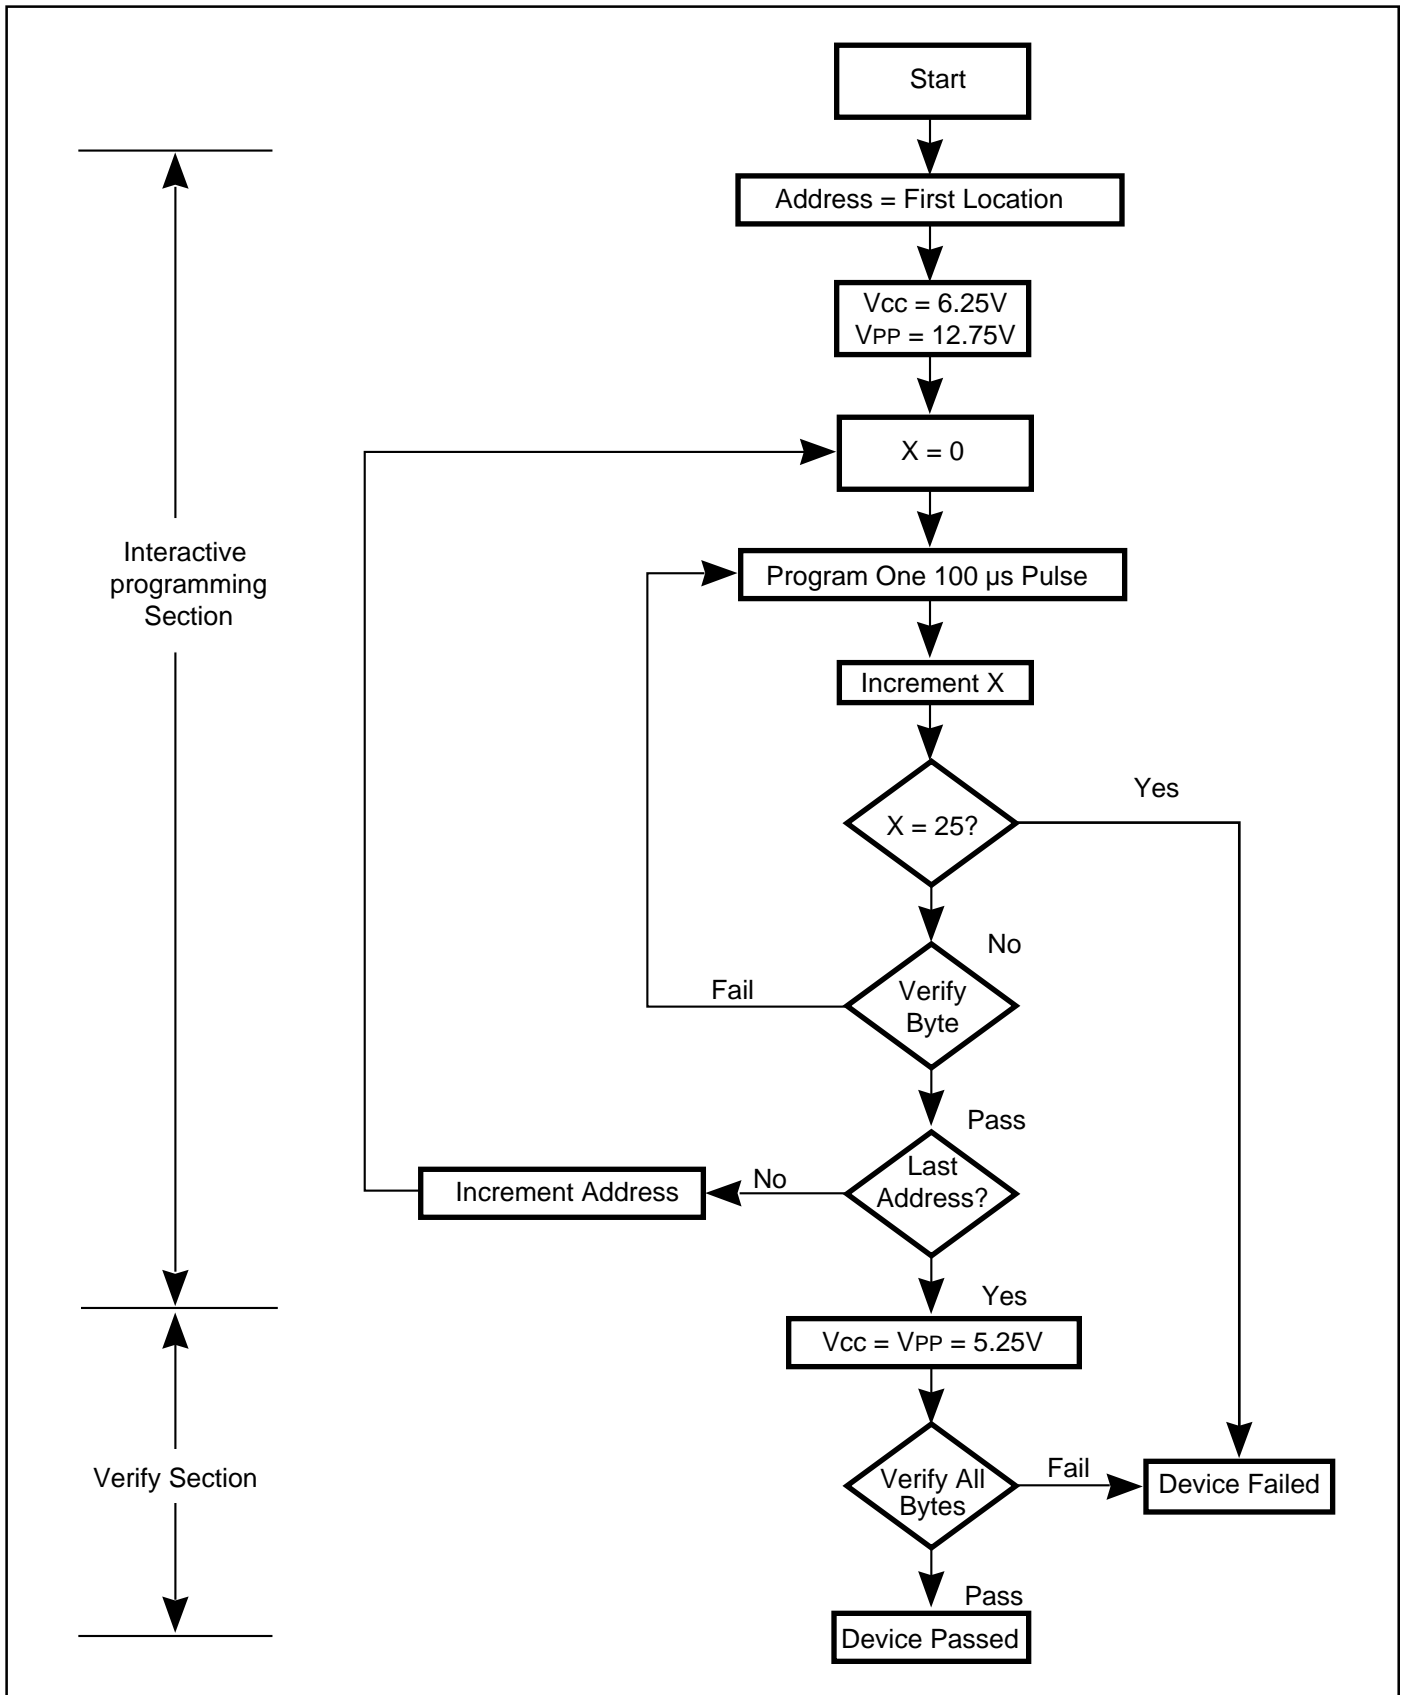 Start
Address = First Location
Vcc = 6.25V
VPP = 12.75V
X = 0
Interactive
programming
Section
Program One 100 µs Pulse
Increment X
X = 25?
Yes
No
Verify
Byte
Fail
Pass
Last
Address?
No
Increment Address
Yes
Vcc = VPP = 5.25V
Verify Section
Verify All
Bytes
Fail
Device Failed
Pass
Device Passed